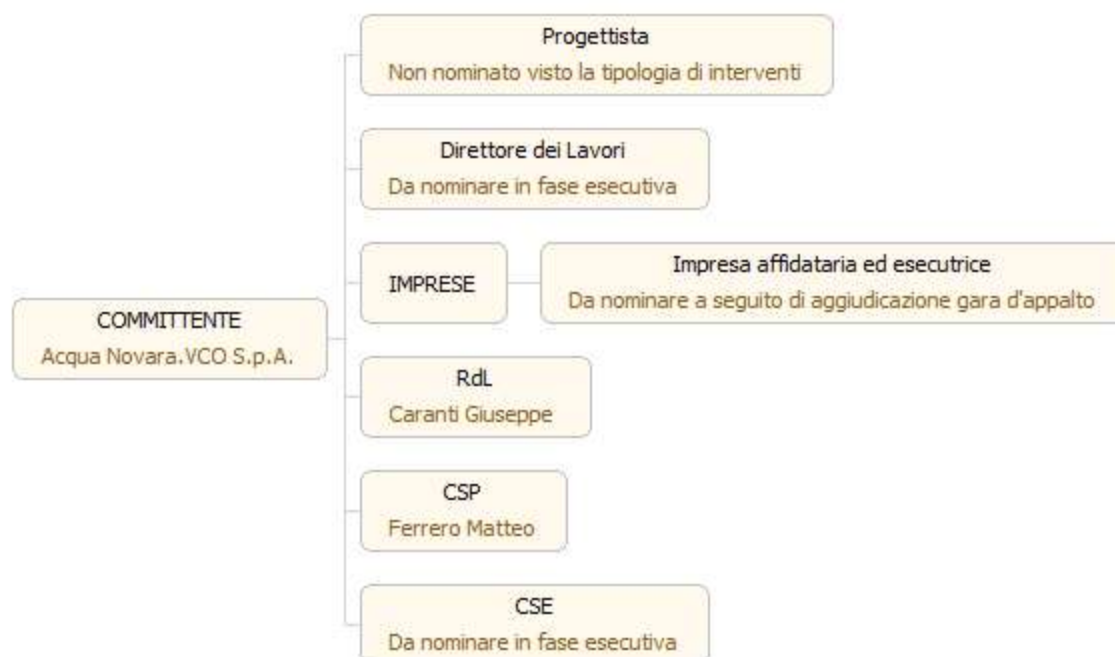 Progettista
Non nominato visto la tipologia di interventi
Direttore dei Lavori
Da nominare in fase esecutiva
IMPRESE
Impresa affidataria ed esecutrice
Da nominare a seguito di aggiudicazione gara d'appalto
COMMITTENTE
Acqua Novara.VCO S.p.A.
RdL
Caranti Giuseppe
CSP
Ferrero Matteo
CSE
Da nominare in fase esecutiva